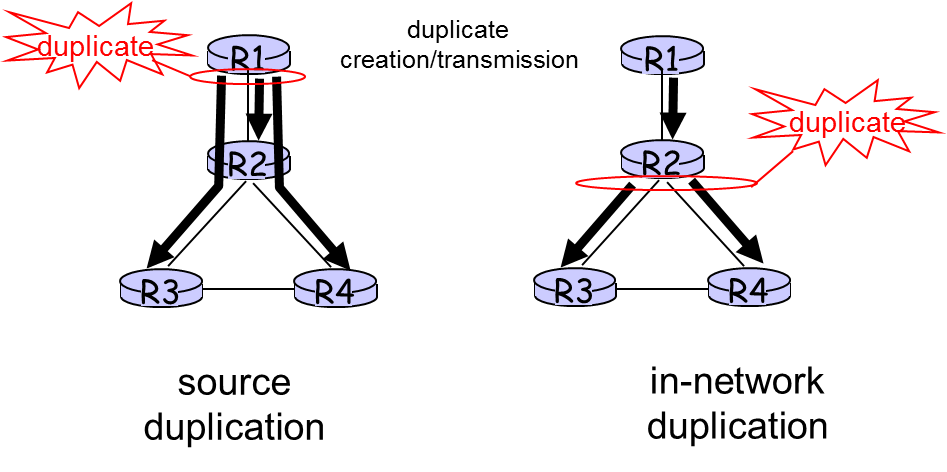 duplicate
R1
duplicate
creation/transmission
R1
duplicate
R2
R2
R3
R4
R3
R4
source
duplication
in-network
duplication